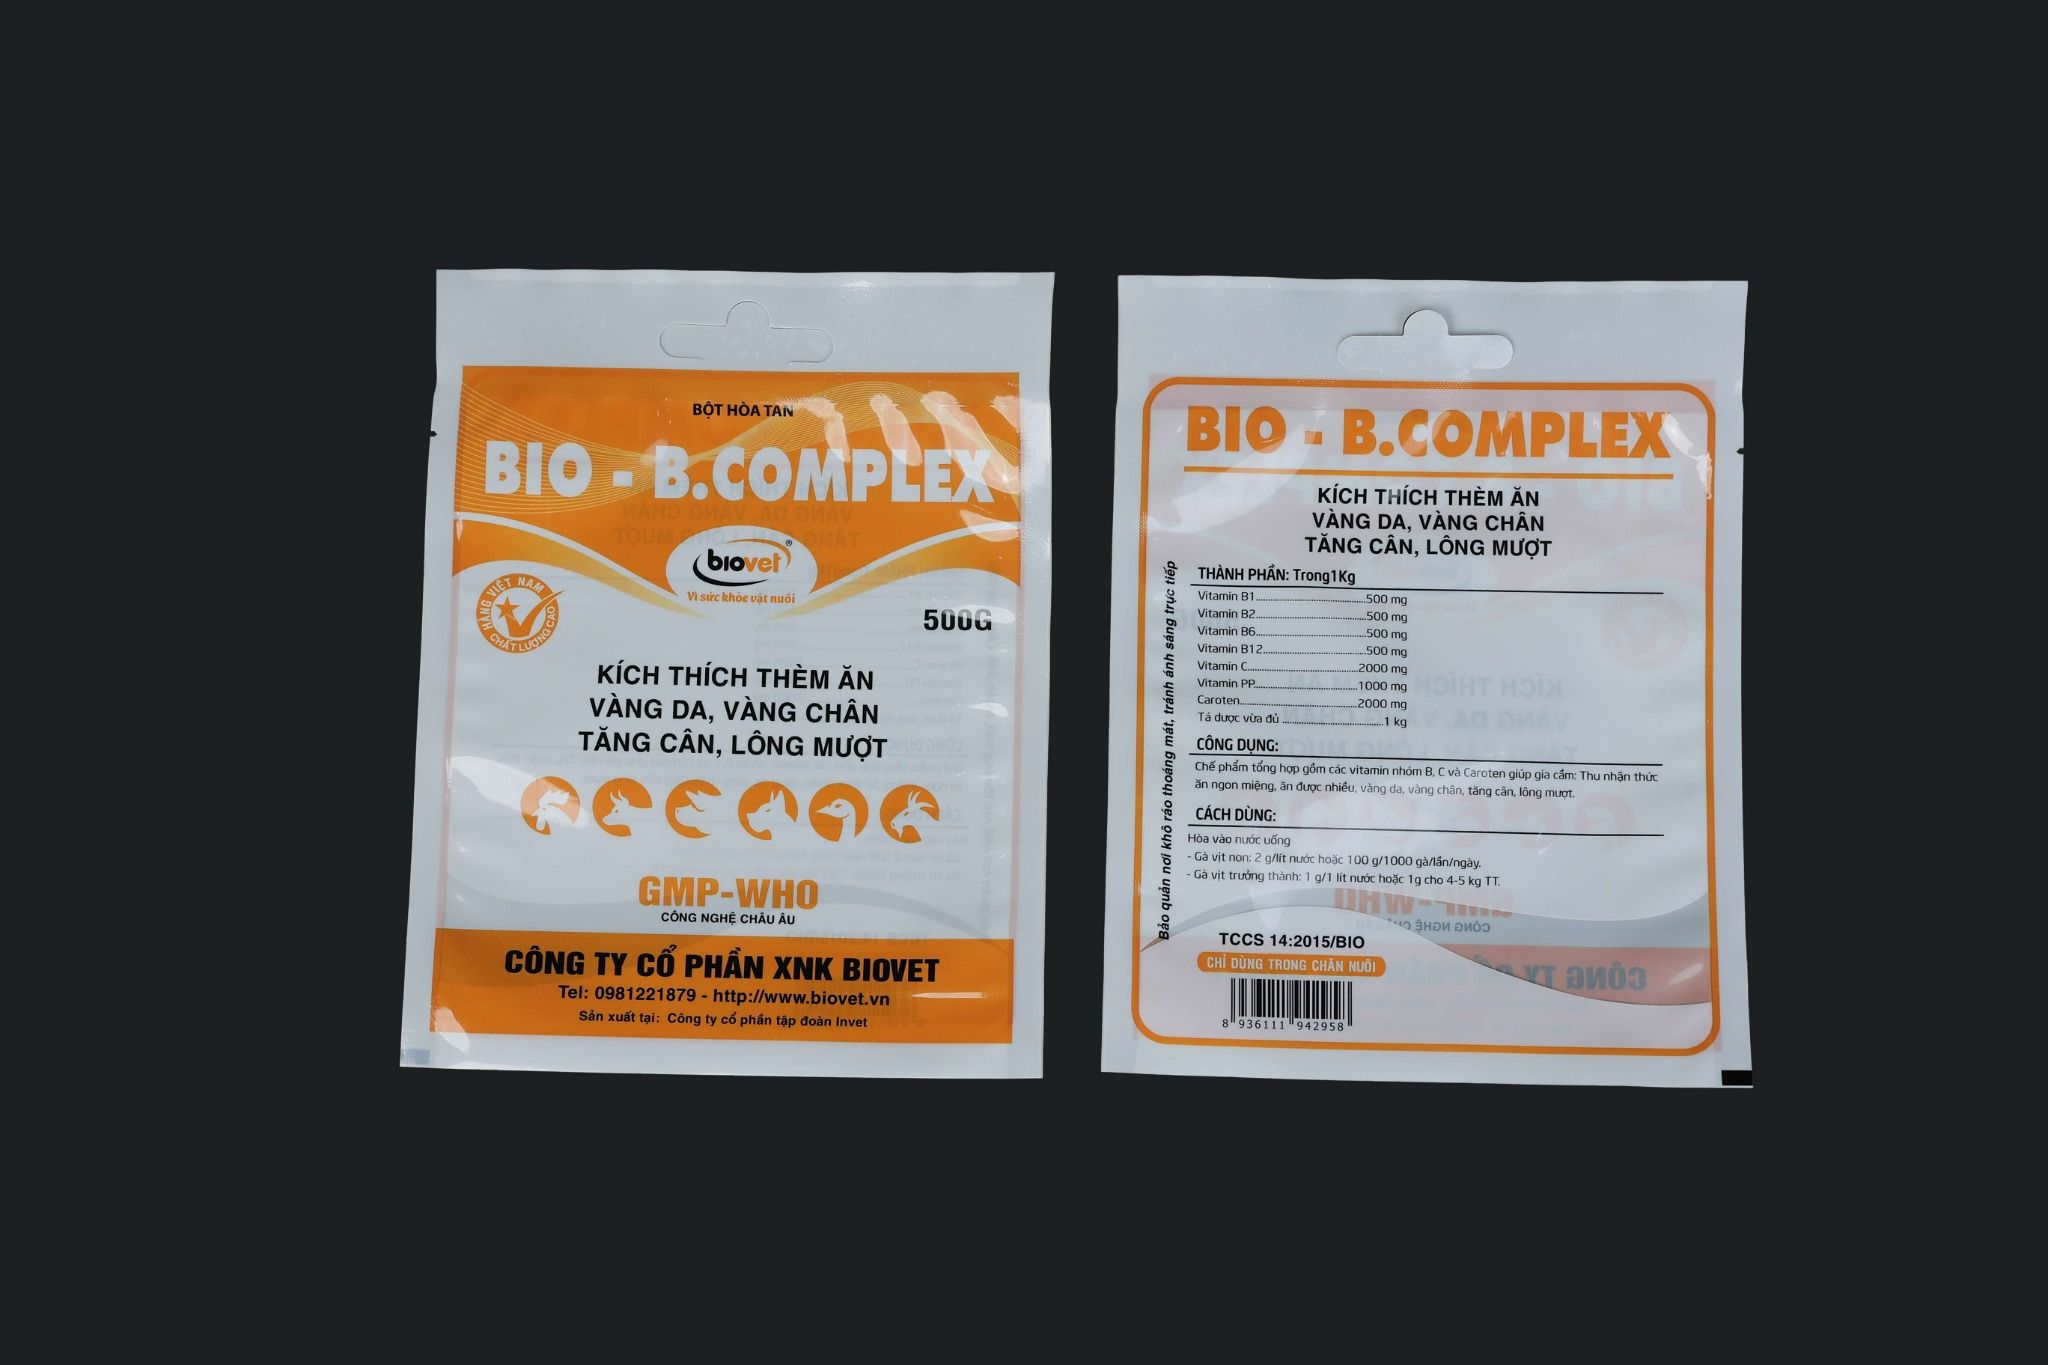 BỘT HÒA TAN
BIO - B.COMPLEX
biovet®
Vì sức khỏe vật nuôi
HÀNG VIỆT NAM
CHẤT LƯỢNG CAO
500G
KÍCH THÍCH THÈM ĂN
VÀNG DA, VÀNG CHÂN
TĂNG CÂN, LÔNG MƯỢT
GMP-WHO
CÔNG NGHỆ CHÂU ÂU
CÔNG TY CỔ PHẦN XNK BIOVET
Tel: 0981221879 - http://www.biovet.vn
Sản xuất tại: Công ty cổ phần tập đoàn Invet
BIO - B.COMPLEX
KÍCH THÍCH THÈM ĂN
VÀNG DA, VÀNG CHÂN
TĂNG CÂN, LÔNG MƯỢT
THÀNH PHẦN: Trong1Kg
Vitamin B1..............................500 mg
Vitamin B2..............................500 mg
Vitamin B6..............................500 mg
Vitamin B12............................500 mg
Vitamin C..............................2000 mg
Vitamin PP............................1000 mg
Caroten................................2000 mg
Tá dược vừa đủ ............................1 kg
CÔNG DỤNG:
Chế phẩm tổng hợp gồm các vitamin nhóm B, C và Caroten giúp gia cầm: Thu nhận thức
ăn ngon miệng, ăn được nhiều, vàng da, vàng chân, tăng cân, lông mượt.
CÁCH DÙNG:
Hòa vào nước uống
- Gà vịt non: 2 g/lít nước hoặc 100 g/1000 gà/lần/ngày.
- Gà vịt trưởng thành: 1 g/1 lít nước hoặc 1g cho 4-5 kg TT.
Bảo quản nơi khô ráo thoáng mát, tránh ánh sáng trực tiếp
TCCS 14:2015/BIO
CHỈ DÙNG TRONG CHĂN NUÔI
8 936111 942958